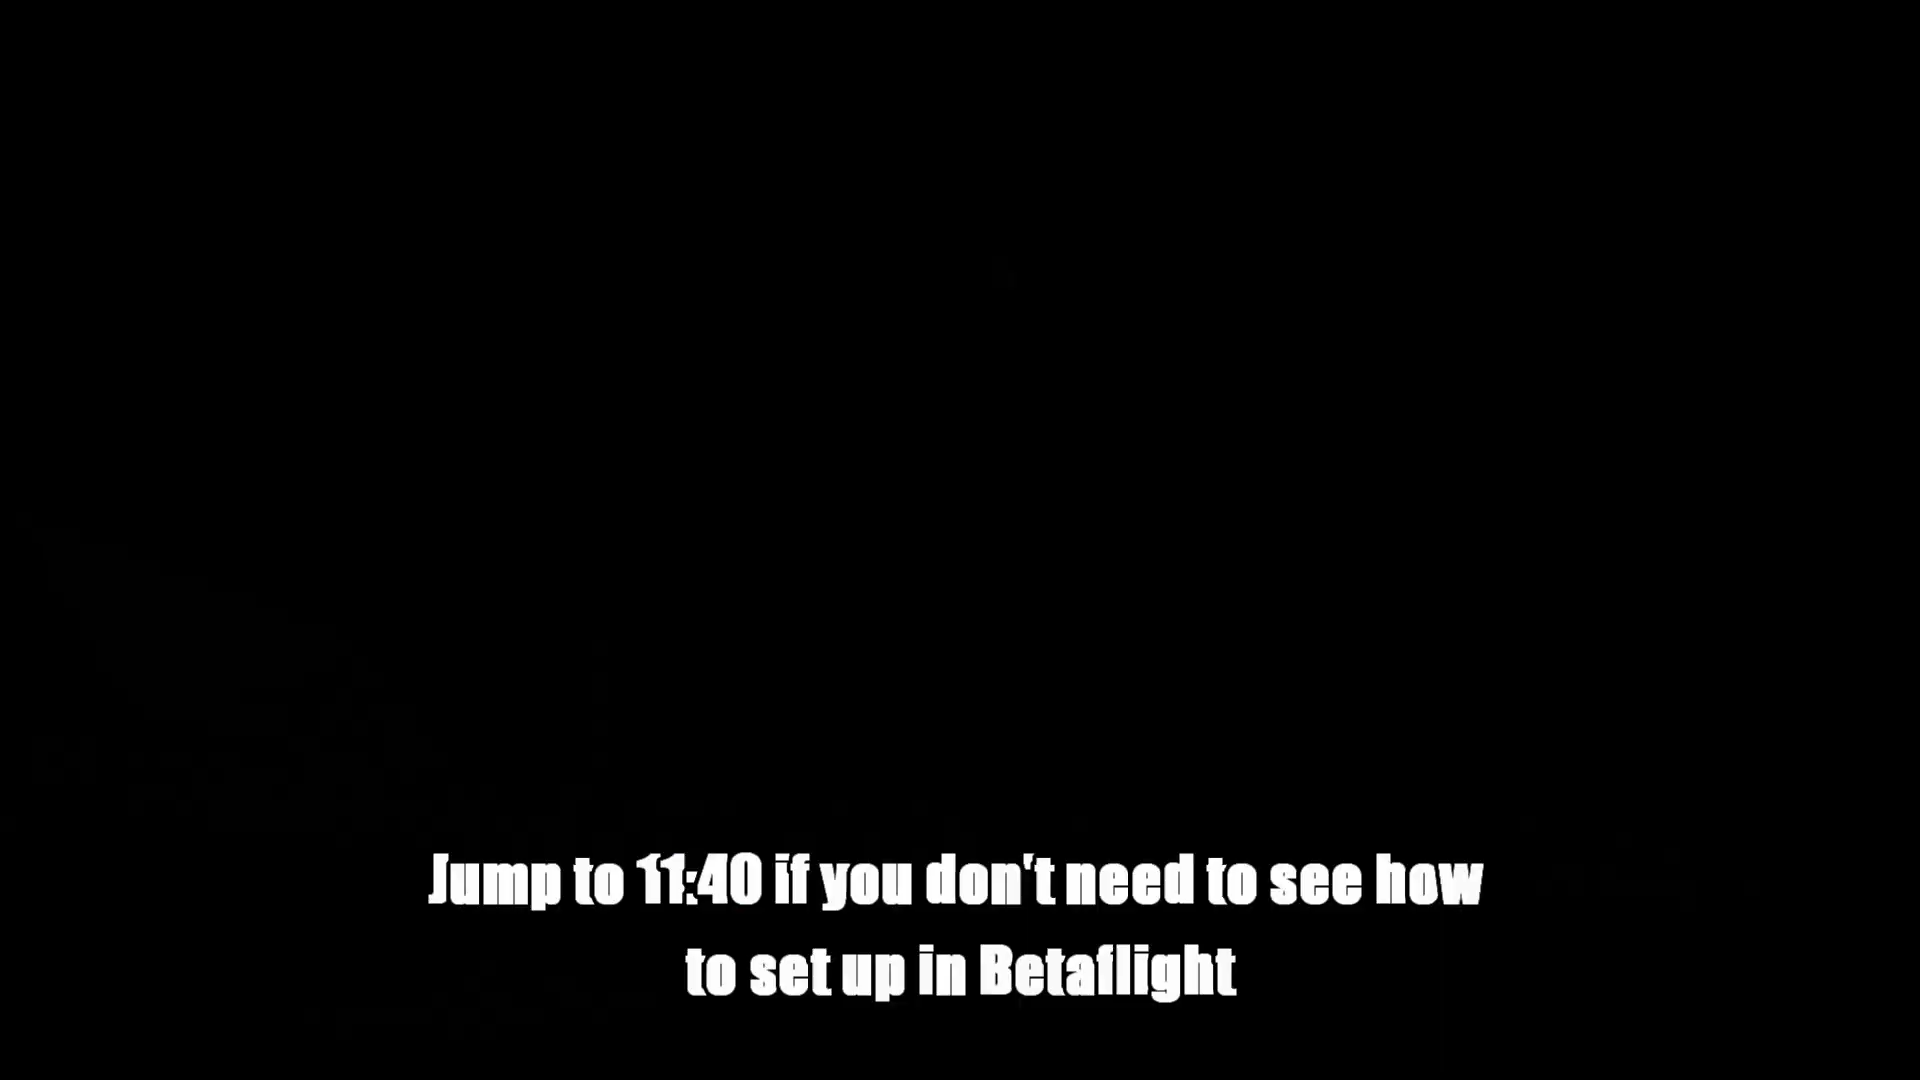 Jump to 11:40 if you don't need to see how
to set up in Betaflight